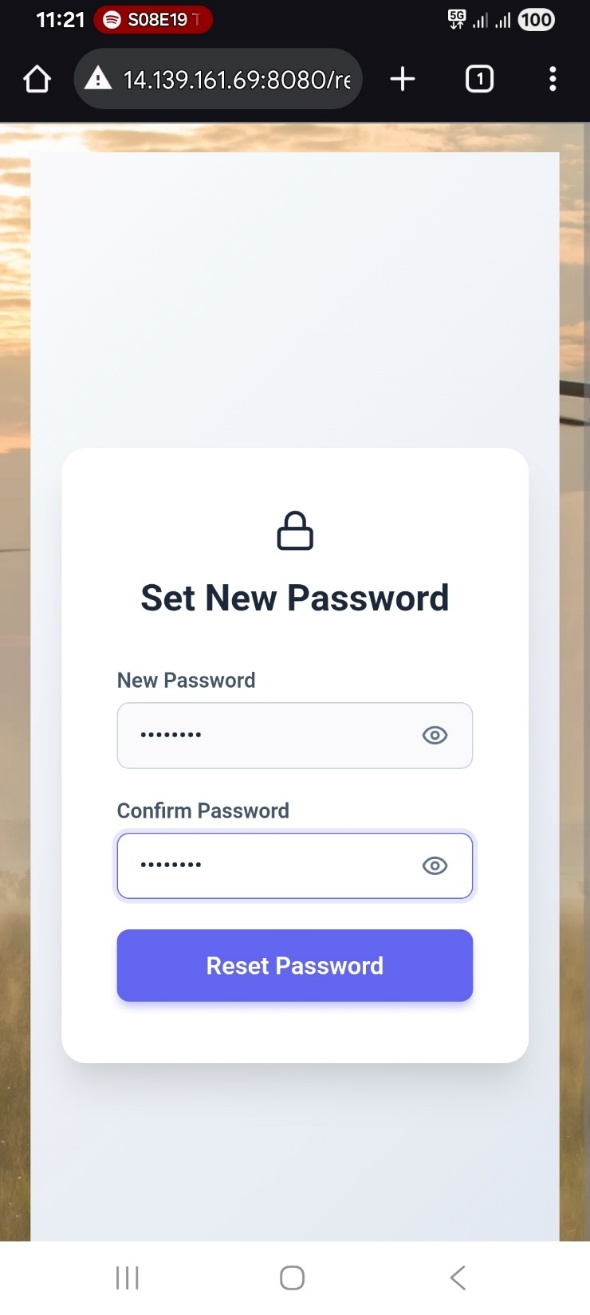 11:21 S08E19 T 5G 100
14.139.161.69:8080/re
1
Set New Password
New Password
••••••••
Confirm Password
••••••••
Reset Password